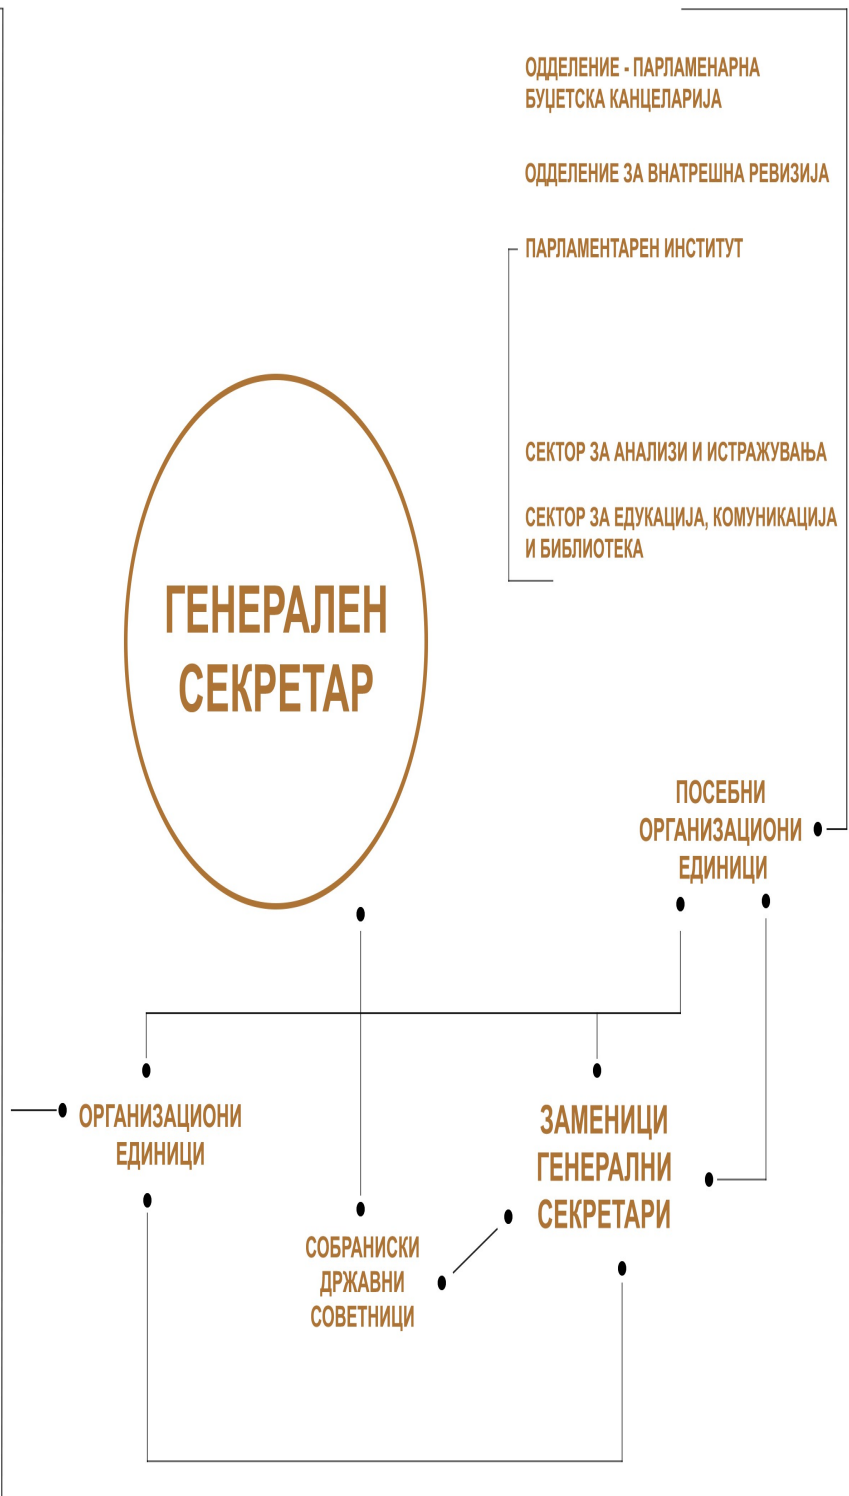 ОДДЕЛЕНИЕ - ПАРЛАМЕНАРНА
БУЏЕТСКА КАНЦЕЛАРИЈА
ОДДЕЛЕНИЕ ЗА ВНАТРЕШНА РЕВИЗИЈА
ПАРЛАМЕНТАРЕН ИНСТИТУТ
СЕКТОР ЗА АНАЛИЗИ И ИСТРАЖУВАЊА
СЕКТОР ЗА ЕДУКАЦИЈА, КОМУНИКАЦИЈА
И БИБЛИОТЕКА
ГЕНЕРАЛЕН
СЕКРЕТАР
ПОСЕБНИ
ОРГАНИЗАЦИОНИ
ЕДИНИЦИ
ОРГАНИЗАЦИОНИ
ЕДИНИЦИ
ЗАМЕНИЦИ
ГЕНЕРАЛНИ
СЕКРЕТАРИ
СОБРАНИСКИ
ДРЖАВНИ
СОВЕТНИЦИ